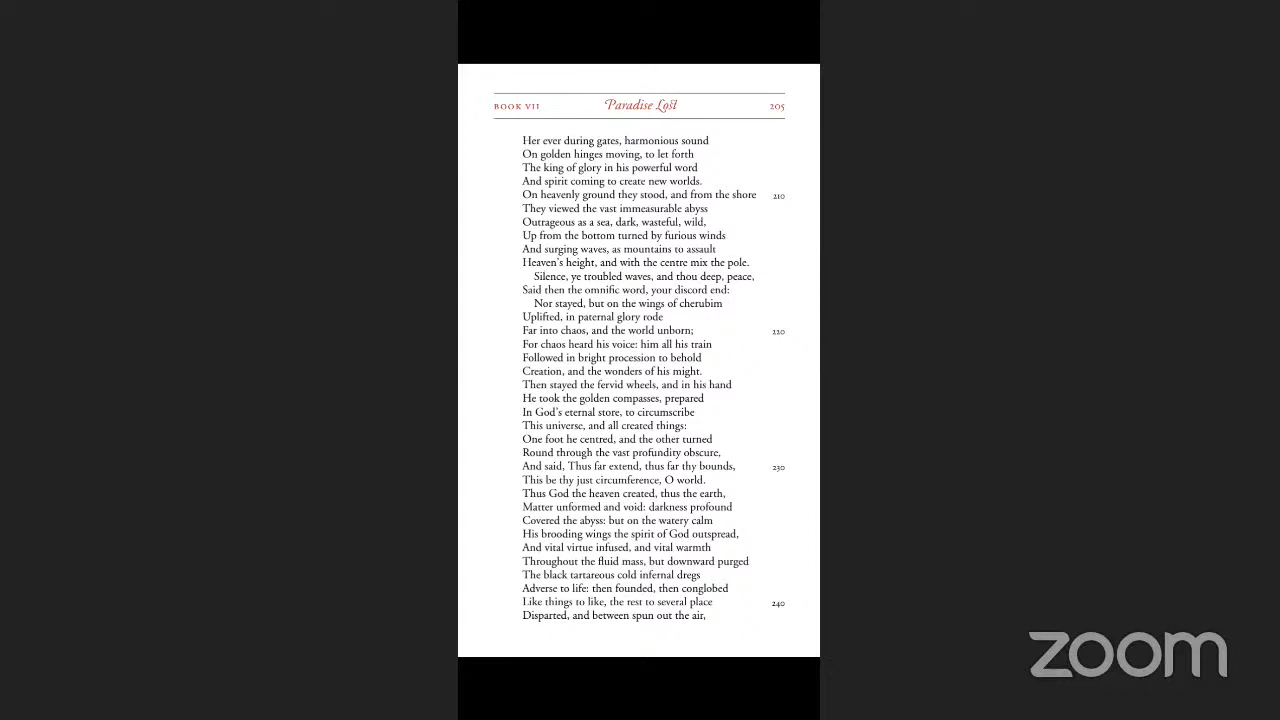 BOOK VII Paradise Lost 205
Her ever during gates, harmonious sound
On golden hinges moving, to let forth
The king of glory in his powerful word
And spirit coming to create new worlds.
On heavenly ground they stood, and from the shore 210
They viewed the vast immeasurable abyss
Outrageous as a sea, dark, wasteful, wild,
Up from the bottom turned by furious winds
And surging waves, as mountains to assault
Heaven's height, and with the centre mix the pole.
Silence, ye troubled waves, and thou deep, peace,
Said then the omnific word, your discord end:
Nor stayed, but on the wings of cherubim
Uplifted, in paternal glory rode
Far into chaos, and the world unborn; 220
For chaos heard his voice: him all his train
Followed in bright procession to behold
Creation, and the wonders of his might.
Then stayed the fervid wheels, and in his hand
He took the golden compasses, prepared
In God's eternal store, to circumscribe
This universe, and all created things:
One foot he centred, and the other turned
Round through the vast profundity obscure,
And said, Thus far extend, thus far thy bounds, 230
This be thy just circumference, O world.
Thus God the heaven created, thus the earth,
Matter unformed and void: darkness profound
Covered the abyss: but on the watery calm
His brooding wings the spirit of God outspread,
And vital virtue infused, and vital warmth
Throughout the fluid mass, but downward purged
The black tartareous cold infernal dregs
Adverse to life: then founded, then conglobed
Like things to like, the rest to several place 240
Disparted, and between spun out the air,
zoom